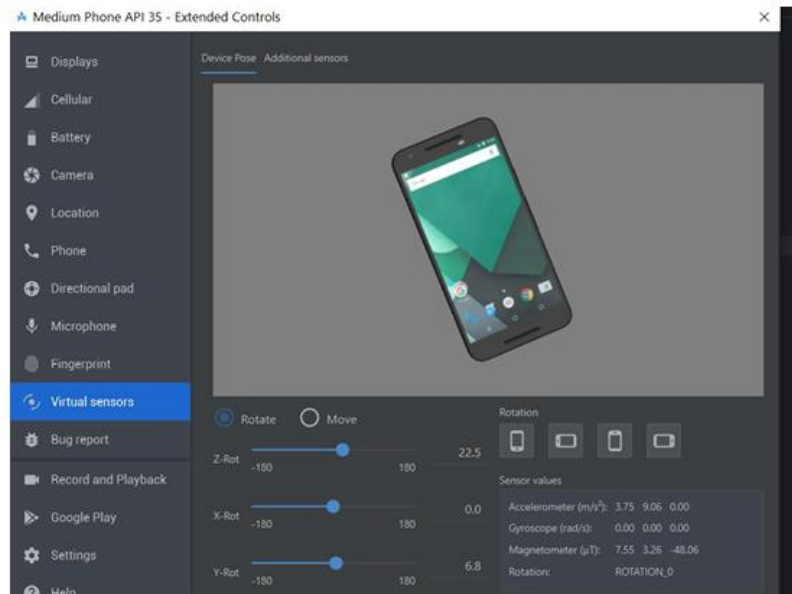 Medium Phone API 35 - Extended Controls
Displays
Cellular
Battery
Camera
Location
Phone
Directional pad
Microphone
Fingerprint
Virtual sensors
Bug report
Record and Playback
Google Play
Settings
Help
Device Pose Additional sensors
Rotate Move
Z-Rot -180 180 22.5
X-Rot -180 180 0.0
Y-Rot -180 180 6.8
Rotation
Sensor values
Accelerometer (m/s²): 3.75 9.06 0.00
Gyroscope (rad/s): 0.00 0.00 0.00
Magnetometer (μT): 7.55 3.26 -48.06
Rotation: ROTATION_0